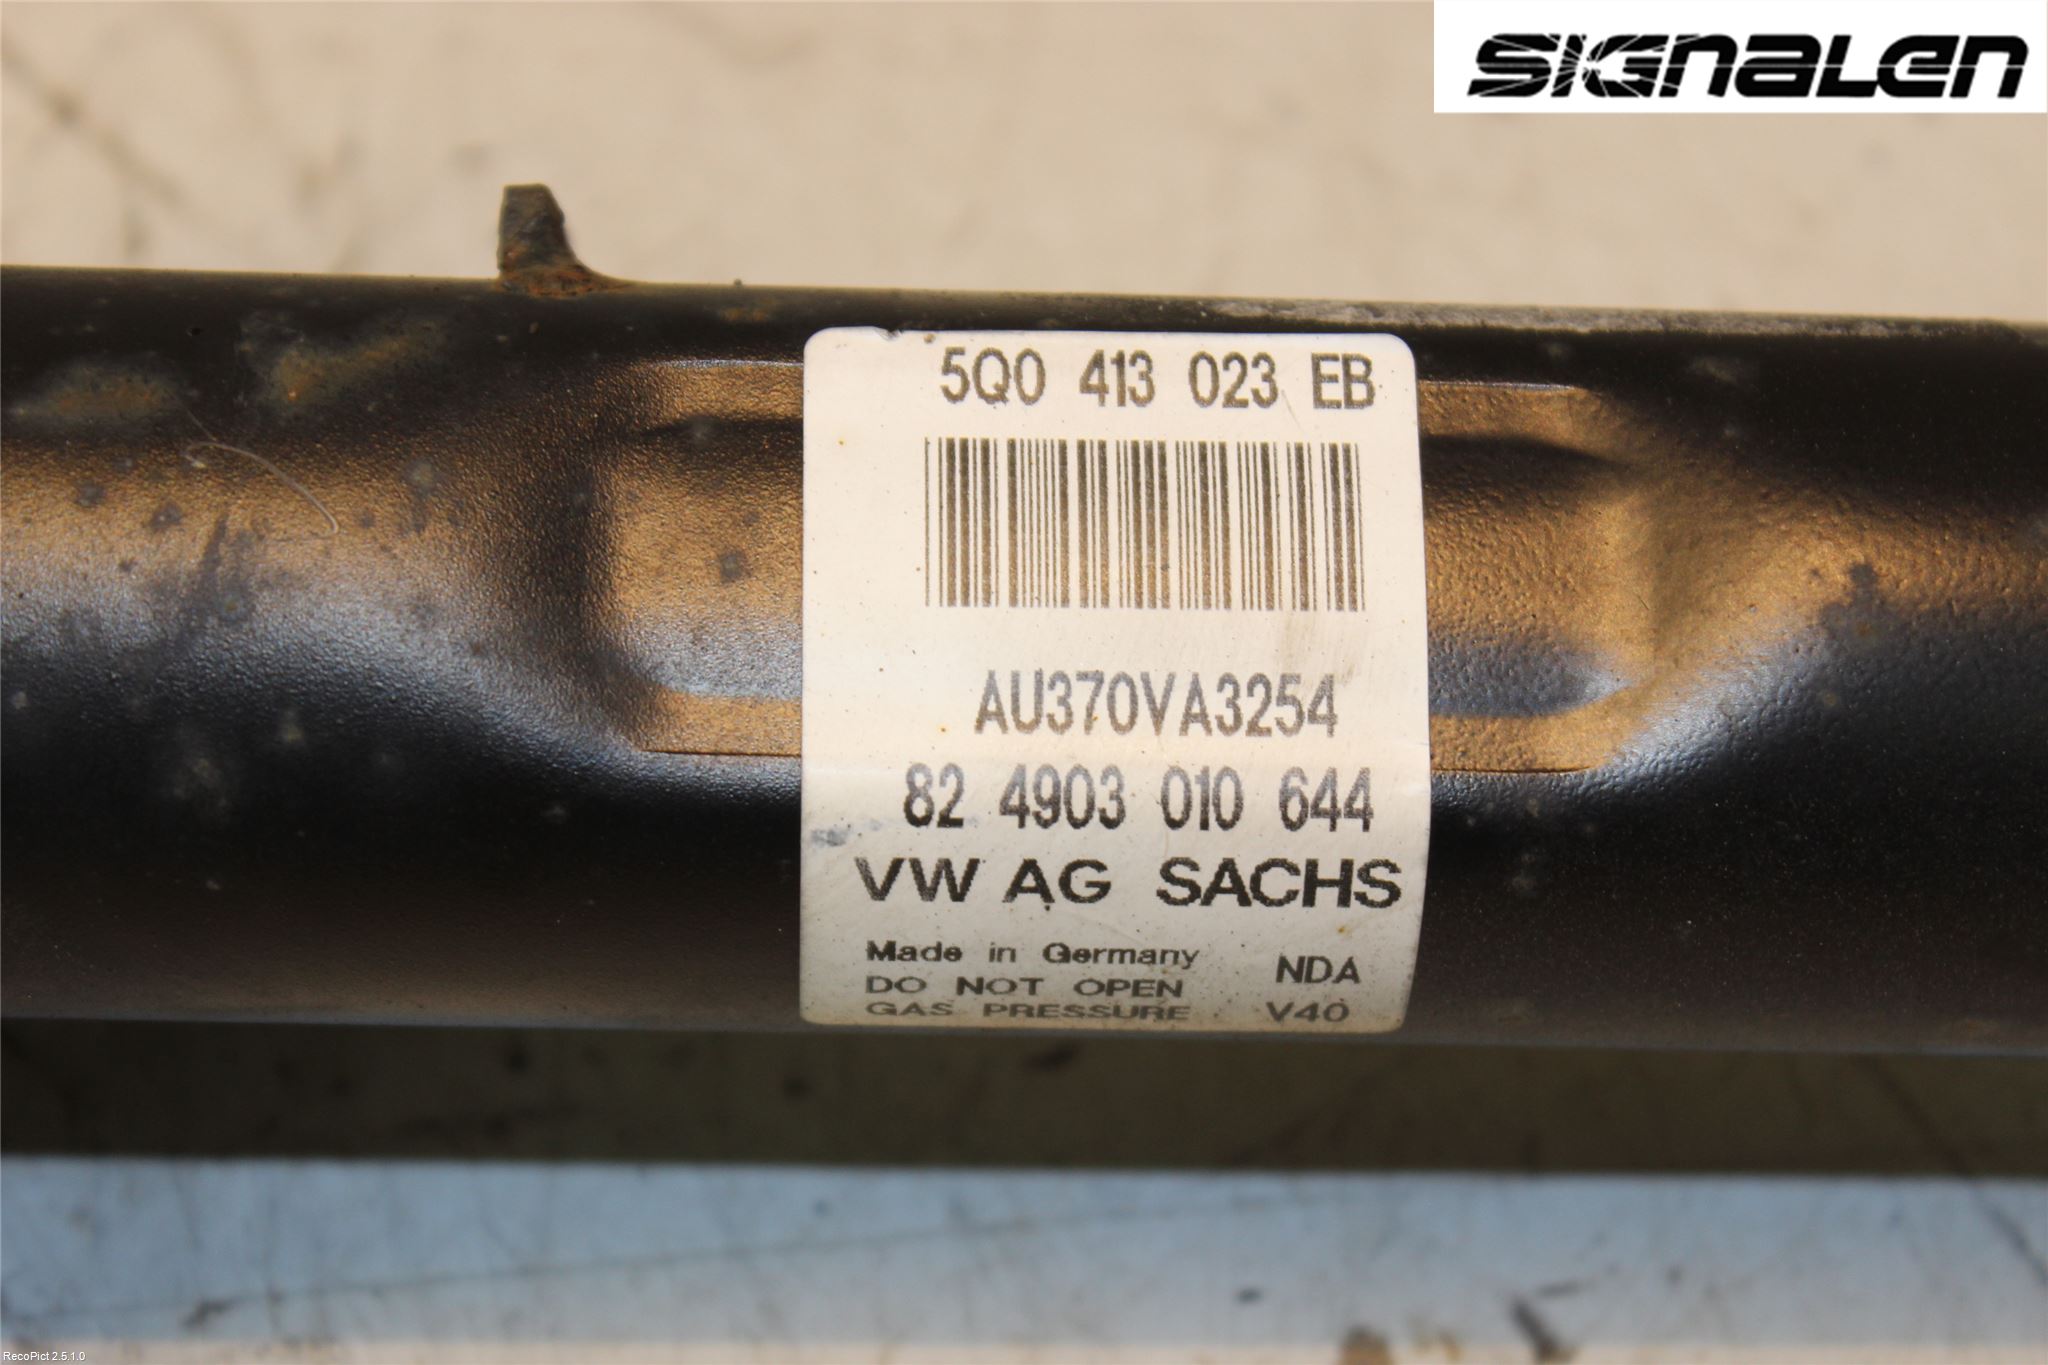 SIGNALEN
5Q0 413 023 EB
AU370VA3254
82 4903 010 644
VW AG SACHS
Made in Germany NDA
DO NOT OPEN
GAS PRESSURE V40
RecoPict 2.5.1.0